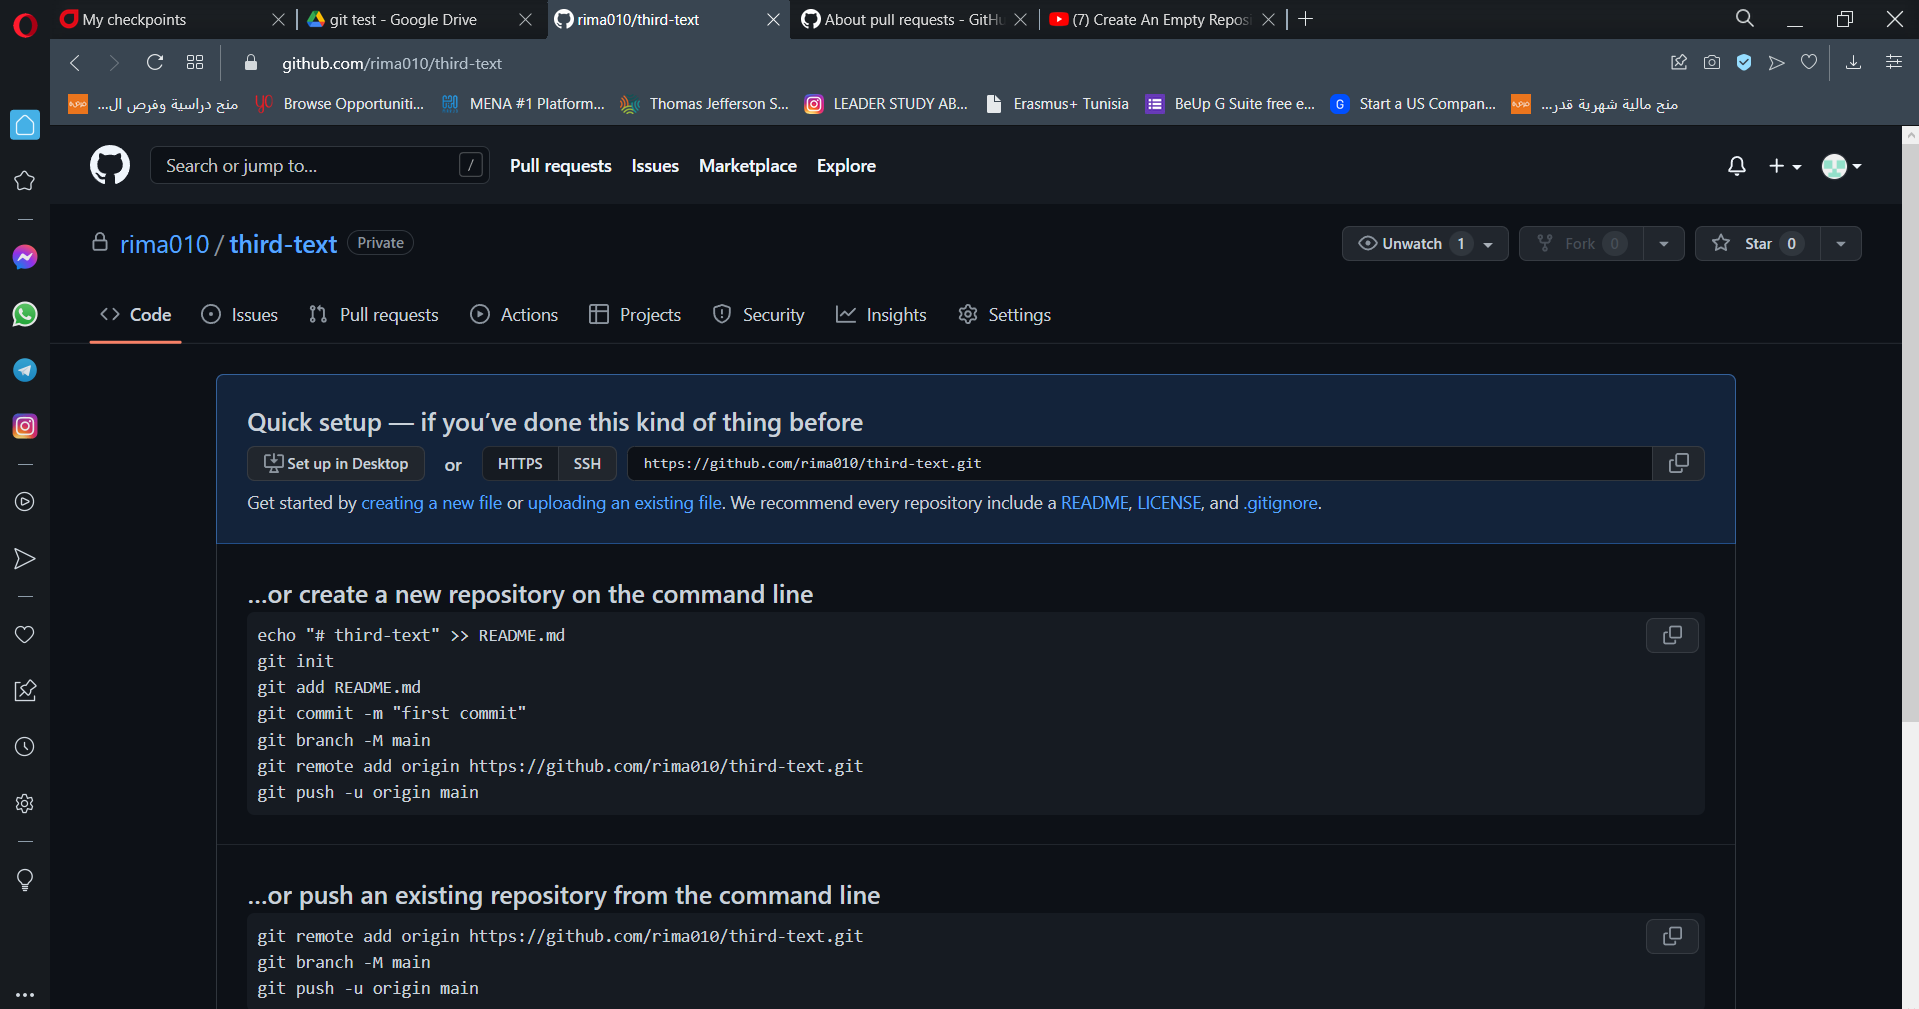 My checkpoints
git test - Google Drive
rima010/third-text
About pull requests - GitHu
(7) Create An Empty Reposi
github.com/rima010/third-text
منح دراسية وفرص ال...
Browse Opportuniti...
MENA #1 Platform...
Thomas Jefferson S...
LEADER STUDY AB...
Erasmus+ Tunisia
BeUp G Suite free e...
G
Start a US Compan...
منح مالية شهرية قدر...
Search or jump to...
/
Pull requests
Issues
Marketplace
Explore
rima010 / third-text
Private
Unwatch 1
Fork 0
Star 0
Code
Issues
Pull requests
Actions
Projects
Security
Insights
Settings
Quick setup — if you’ve done this kind of thing before
Set up in Desktop
or
HTTPS
SSH
https://github.com/rima010/third-text.git
Get started by creating a new file or uploading an existing file. We recommend every repository include a README, LICENSE, and .gitignore.
…or create a new repository on the command line
echo "# third-text" >> README.md
git init
git add README.md
git commit -m "first commit"
git branch -M main
git remote add origin https://github.com/rima010/third-text.git
git push -u origin main
…or push an existing repository from the command line
git remote add origin https://github.com/rima010/third-text.git
git branch -M main
git push -u origin main